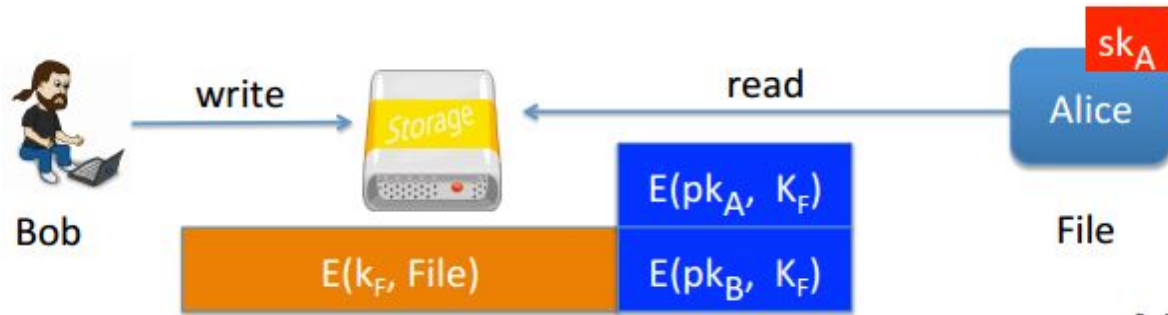 sk_A
write
read
Storage
Alice
E(pk_A, K_F)
Bob
File
E(k_F, File)
E(pk_B, K_F)